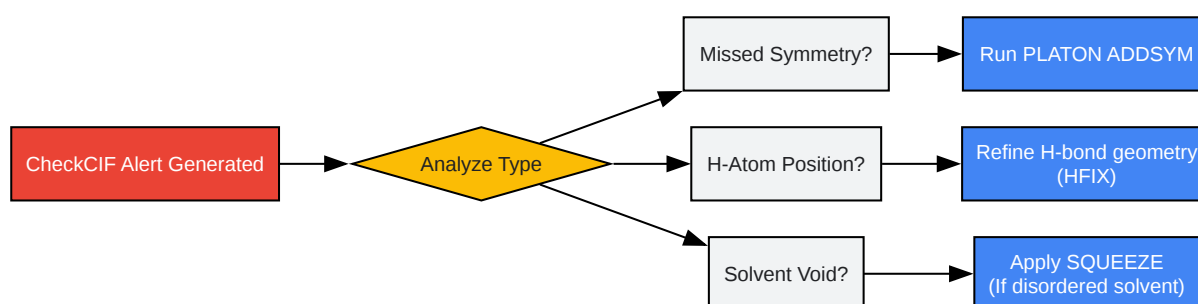 CheckCIF Alert Generated
Analyze Type
Missed Symmetry?
Run PLATON ADDSYM
H-Atom Position?
Refine H-bond geometry
(HFIX)
Solvent Void?
Apply SQUEEZE
(If disordered solvent)